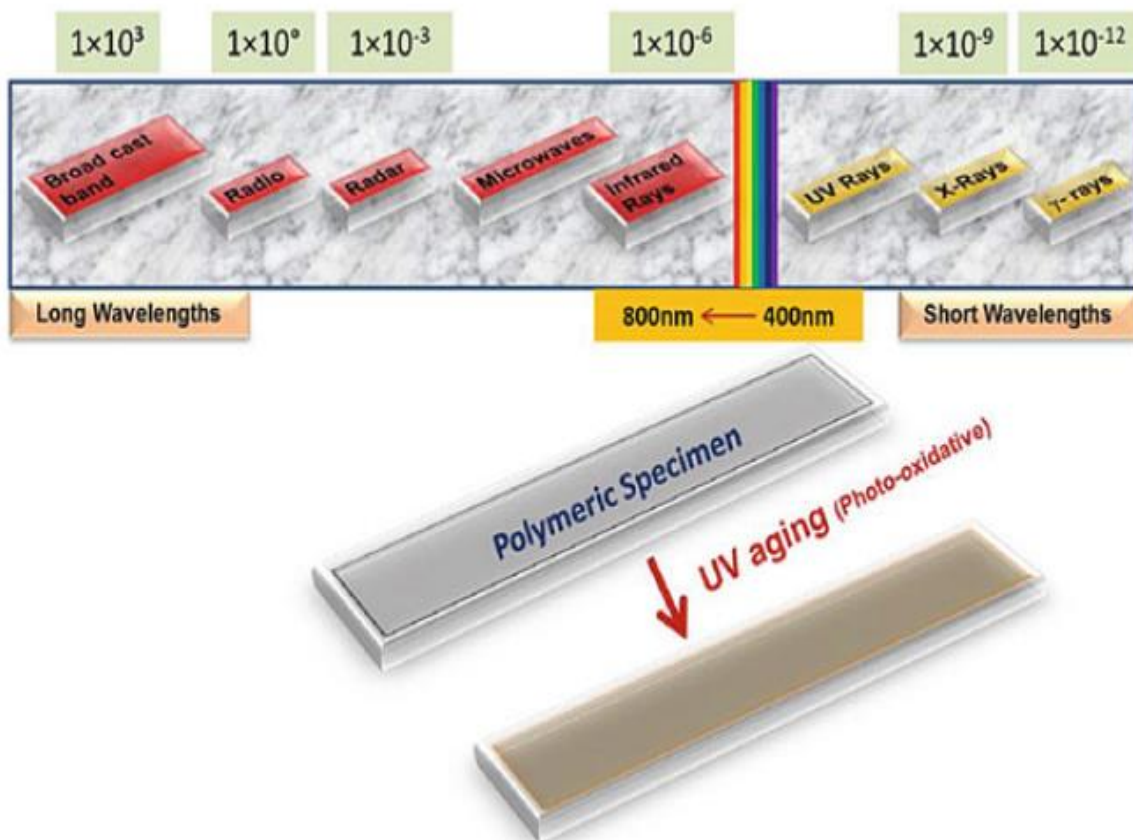 1×10³ 1×10° 1×10⁻³ 1×10⁻⁶ 1×10⁻⁹ 1×10⁻¹²
Broad cast
band
Radio
Radar
Microwaves
Infrared
Rays
UV Rays
X-Rays
γ- rays
Long Wavelengths
800nm ← 400nm
Short Wavelengths
Polymeric Specimen
UV aging (Photo-oxidative)